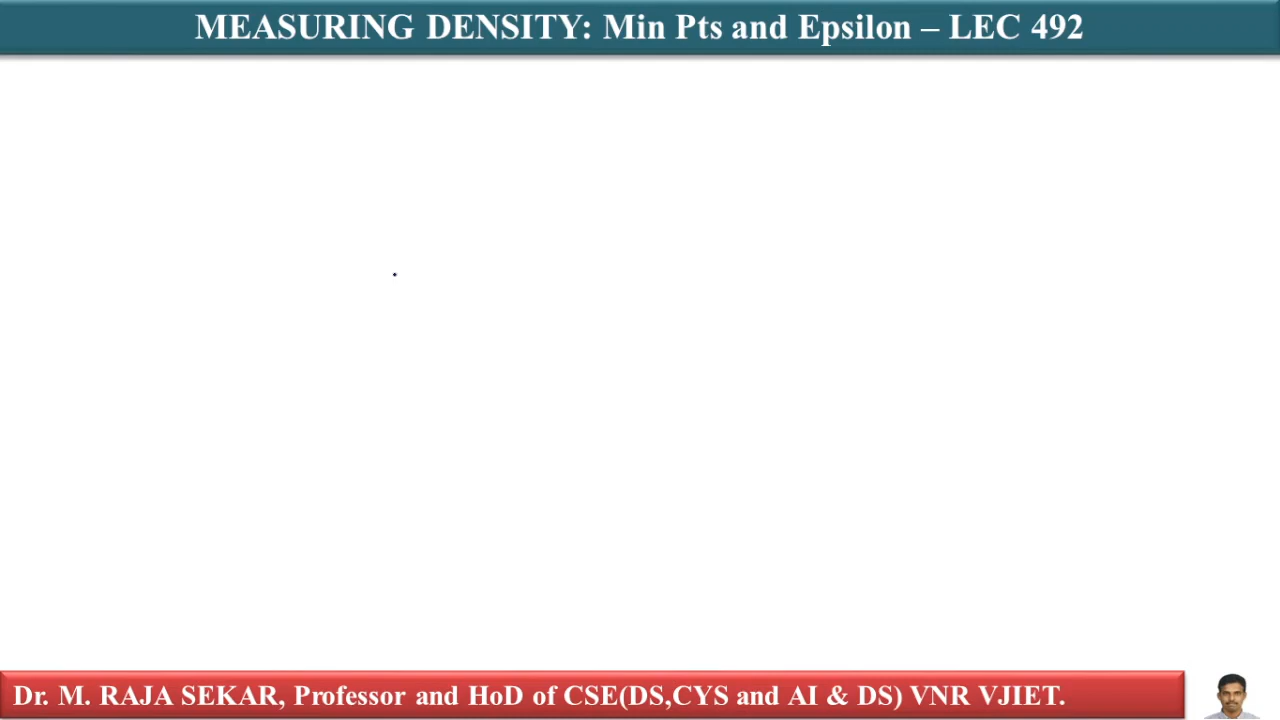 MEASURING DENSITY: Min Pts and Epsilon – LEC 492
Dr. M. RAJA SEKAR, Professor and HoD of CSE(DS,CYS and AI & DS) VNR VJIET.